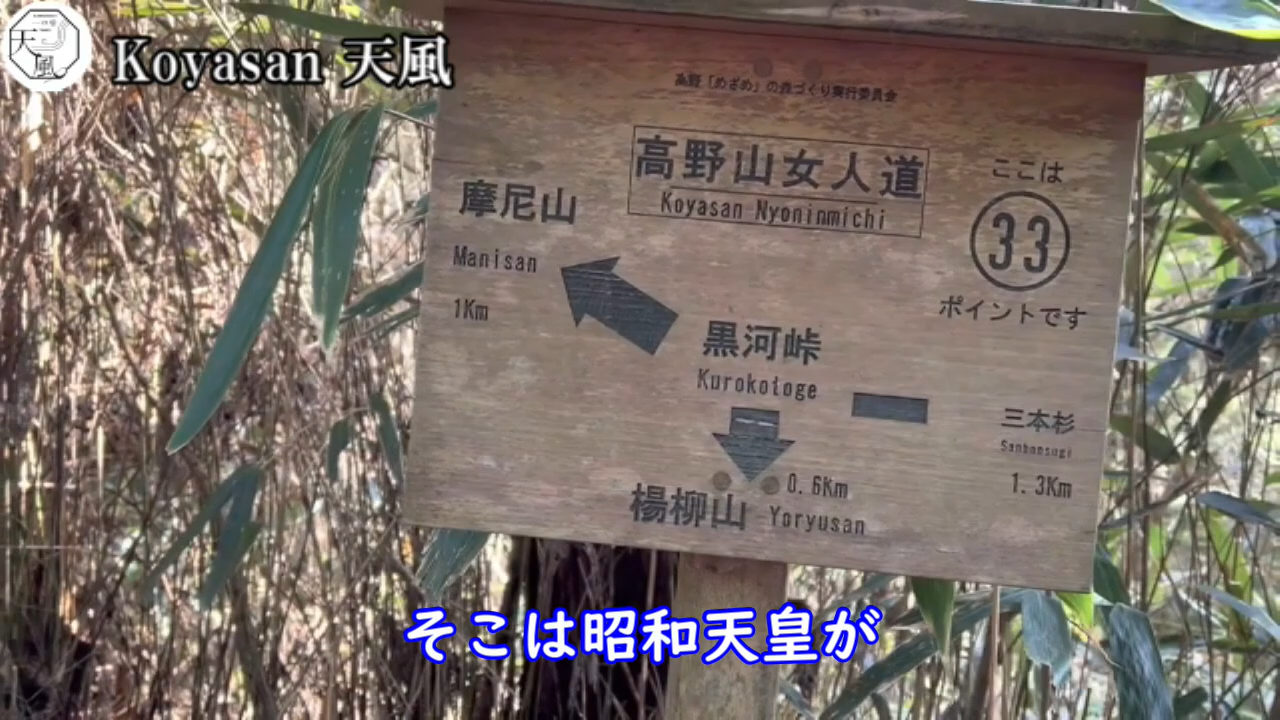 天風
Koyasan 天風
高野「めざめ」の森づくり実行委員会
高野山女人道
Koyasan Nyoninmichi
ここは
33
ポイントです
摩尼山
Manisan
1Km
黒河峠
Kurokotoge
三本杉
Sanbonsugi
1.3Km
0.6Km
楊柳山 Yoryusan
そこは昭和天皇が